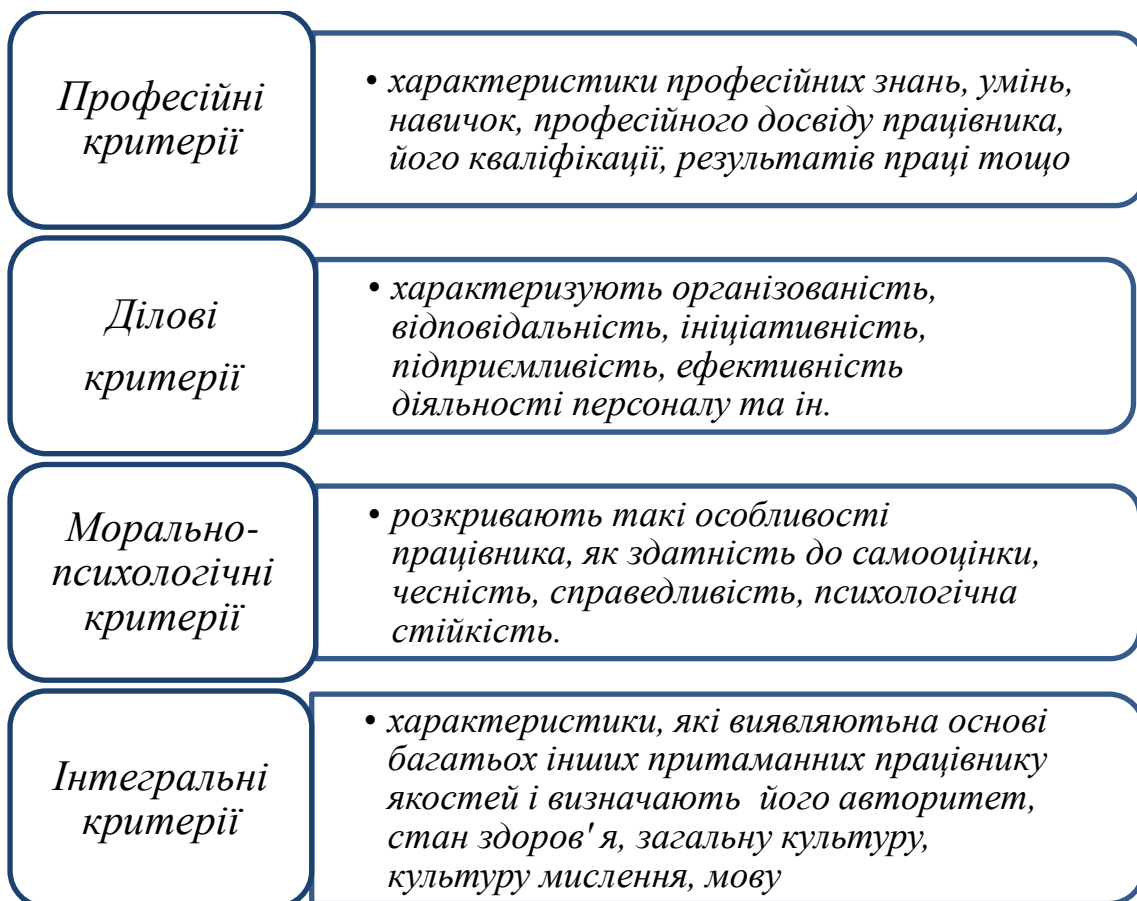 Професійні
критерії
• характеристики професійних знань, умінь,
навичок, професійного досвіду працівника,
його кваліфікації, результатів праці тощо
Ділові
критерії
• характеризують організованість,
відповідальність, ініціативність,
підприємливість, ефективність
діяльності персоналу та ін.
Морально-
психологічні
критерії
• розкривають такі особливості
працівника, як здатність до самооцінки,
чесність, справедливість, психологічна
стійкість.
Інтегральні
критерії
• характеристики, які виявляютьна основі
багатьох інших притаманних працівнику
якостей і визначають  його авторитет,
стан здоров' я, загальну культуру,
культуру мислення, мову